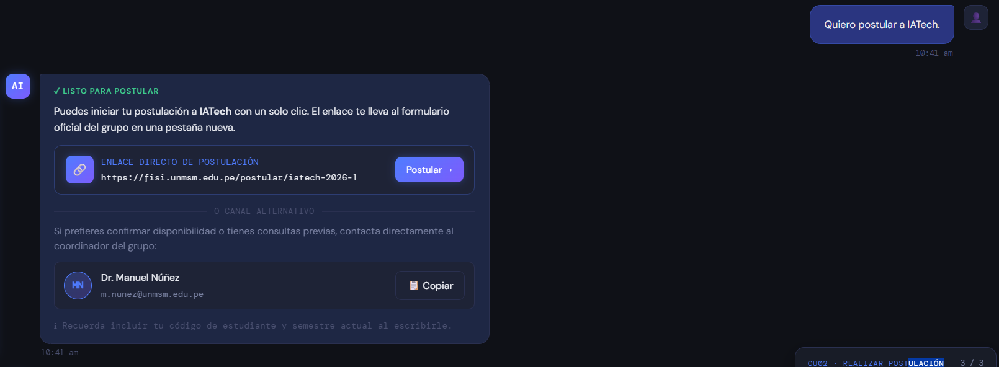 Quiero postular a IATech.
10:41 am
AI
✓ LISTO PARA POSTULAR
Puedes iniciar tu postulación a IATech con un solo clic. El enlace te lleva al formulario
oficial del grupo en una pestaña nueva.
ENLACE DIRECTO DE POSTULACIÓN
https://fisi.unmsm.edu.pe/postular/iatech-2026-1
Postular →
O CANAL ALTERNATIVO
Si prefieres confirmar disponibilidad o tienes consultas previas, contacta directamente al
coordinador del grupo:
MN
Dr. Manuel Núñez
m.nunez@unmsm.edu.pe
Copiar
ℹ Recuerda incluir tu código de estudiante y semestre actual al escribirle.
10:41 am
CU02 · REALIZAR POSTULACIÓN 3 / 3